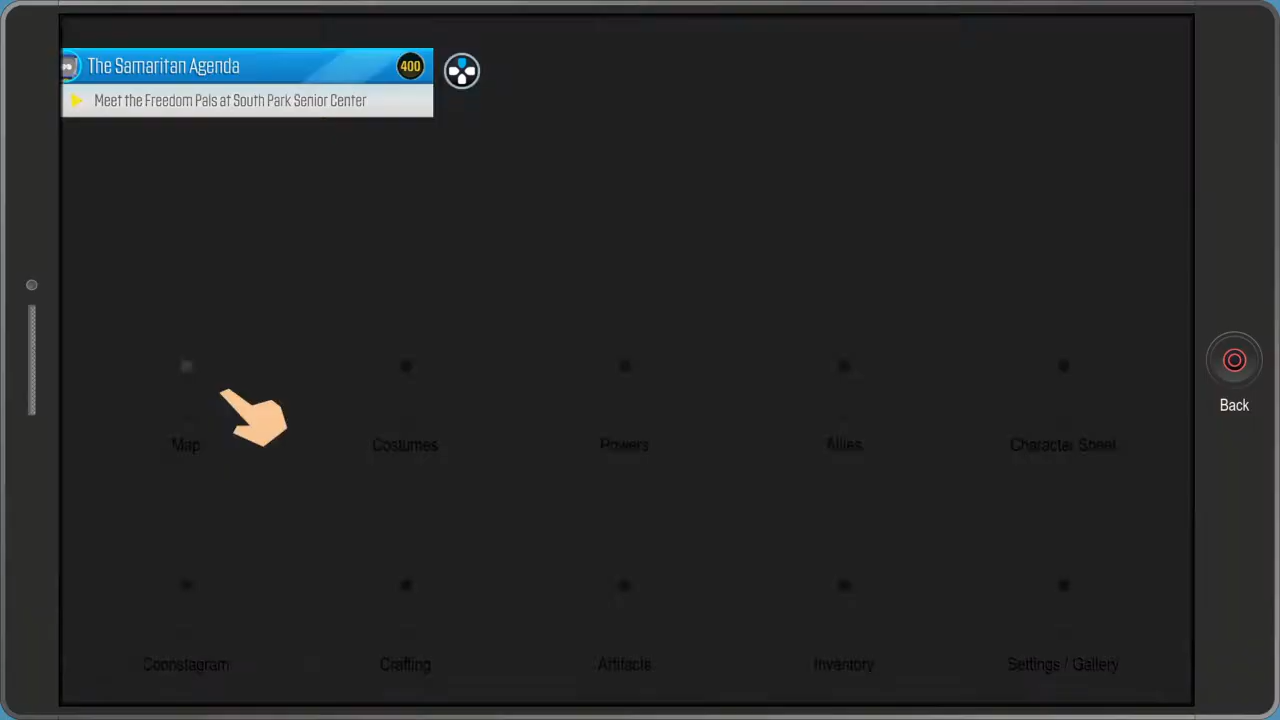 The Samaritan Agenda 400
Meet the Freedom Pals at South Park Senior Center
Back
Map Costumes Powers Allies Character Sheet
Coonstagram Crafting Artifacts Inventory Settings / Gallery